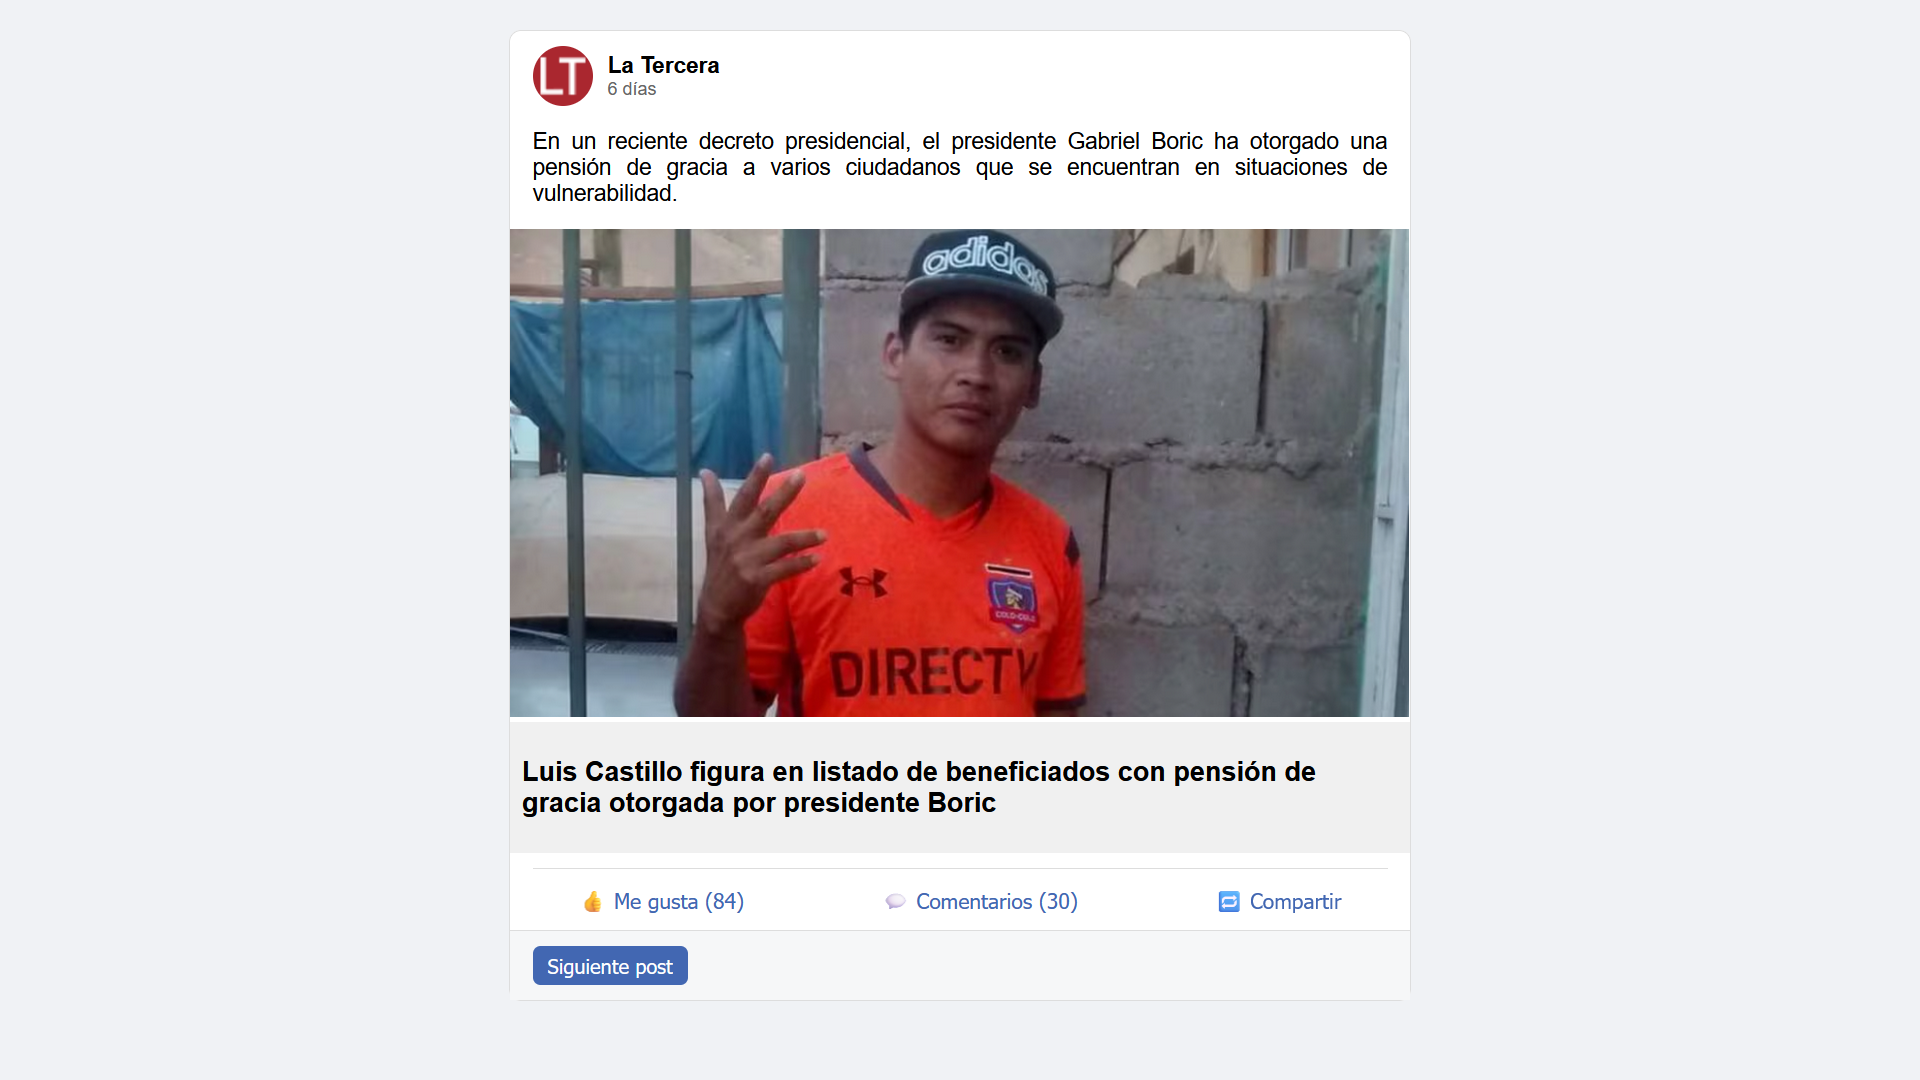 LT
La Tercera
6 días
En un reciente decreto presidencial, el presidente Gabriel Boric ha otorgado una
pensión de gracia a varios ciudadanos que se encuentran en situaciones de
vulnerabilidad.
adidas
COLO-COLO
DIRECTV
Luis Castillo figura en listado de beneficiados con pensión de
gracia otorgada por presidente Boric
Me gusta (84)
Comentarios (30)
Compartir
Siguiente post